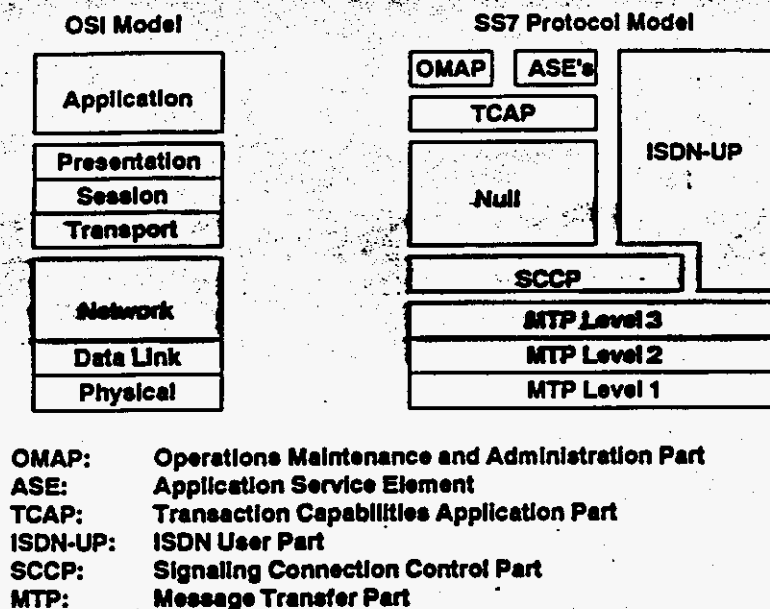 OSI Model
Application
Presentation
Session
Transport
Network
Data Link
Physical
SS7 Protocol Model
OMAP
ASE's
TCAP
Null
ISDN-UP
SCCP
MTP Level 3
MTP Level 2
MTP Level 1
OMAP: Operations Maintenance and Administration Part
ASE: Application Service Element
TCAP: Transaction Capabilities Application Part
ISDN-UP: ISDN User Part
SCCP: Signaling Connection Control Part
MTP: Message Transfer Part